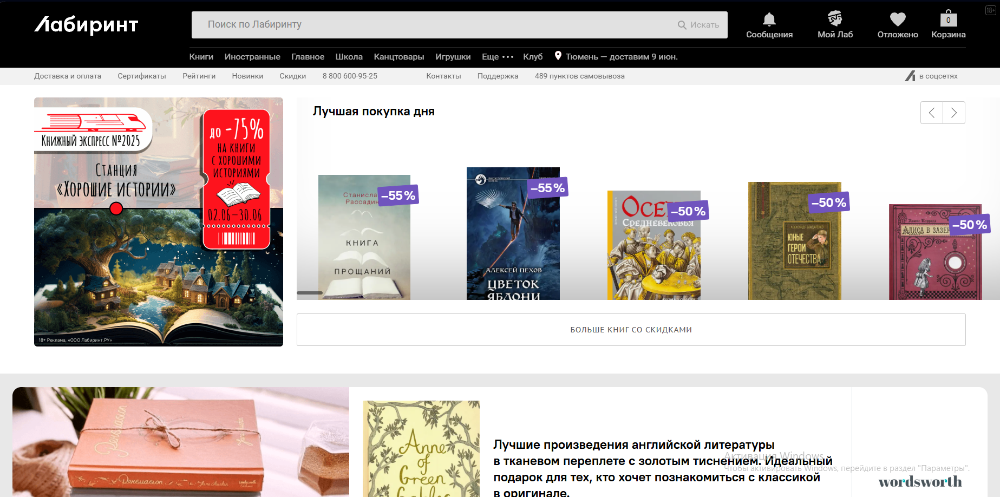 Лабиринт
Поиск по Лабиринту
Искать
Сообщения
Мой Лаб
Отложено
0
Корзина
18+
Книги Иностранные Главное Школа Канцтовары Игрушки Еще ••• Клуб Тюмень — доставим 9 июн.
Доставка и оплата Сертификаты Рейтинги Новинки Скидки 8 800 600-95-25 Контакты Поддержка 489 пунктов самовывоза
в соцсетях
Книжный экспресс №2025
Станция
«Хорошие истории»
до -75%
на книги
с хорошими
историями
02.06–30.06
18+ Реклама, «ООО Лабиринт.РУ»
Лучшая покупка дня
Рассадин
–55%
КНИГА
ПРОЩАНИЙ
–55%
АЛЕКСЕЙ ПЕХОВ
ЦВЕТОК
ЯБЛОНИ
–50%
Средневековья
–50%
ЮНЫЕ
ГЕРОИ
ОТЕЧЕСТВА
–50%
Льюис Кэрролл
АЛИСА В
БОЛЬШЕ КНИГ СО СКИДКАМИ
Persuasion
Jane Austen
Persuasion
Jane Austen
Anne
of
Green
Gables
Лучшие произведения английской литературы
в тканевом переплете с золотым тиснением. Идеальный
подарок для тех, кто хочет познакомиться с классикой
в оригинале.
Активация Windows
Чтобы активировать Windows, перейдите в раздел "Параметры".
wordsworth